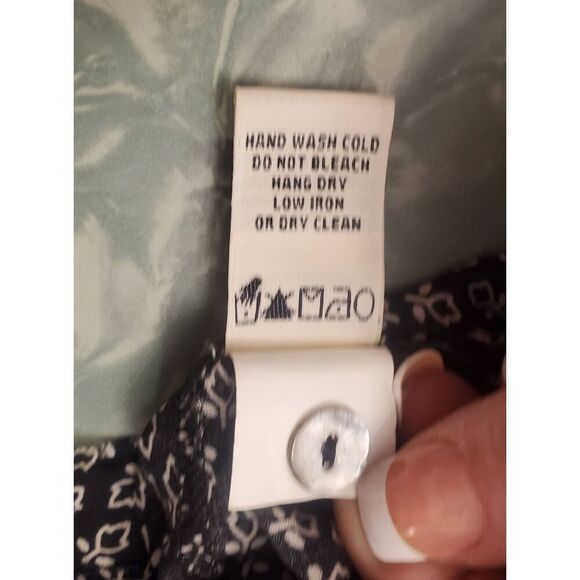 HAND WASH COLD
DO NOT BLEACH
HANG DRY
LOW IRON
OR DRY CLEAN